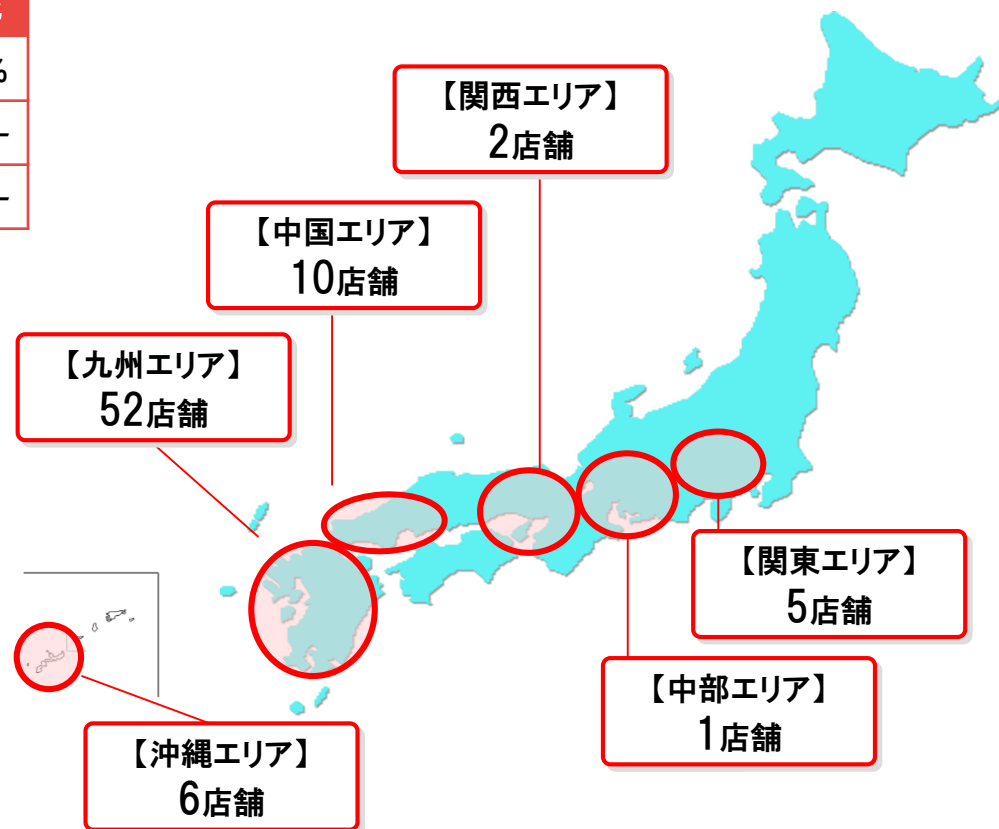 %
-
-
【関西エリア】
2店舗
【中国エリア】
10店舗
【九州エリア】
52店舗
【関東エリア】
5店舗
【中部エリア】
1店舗
【沖縄エリア】
6店舗